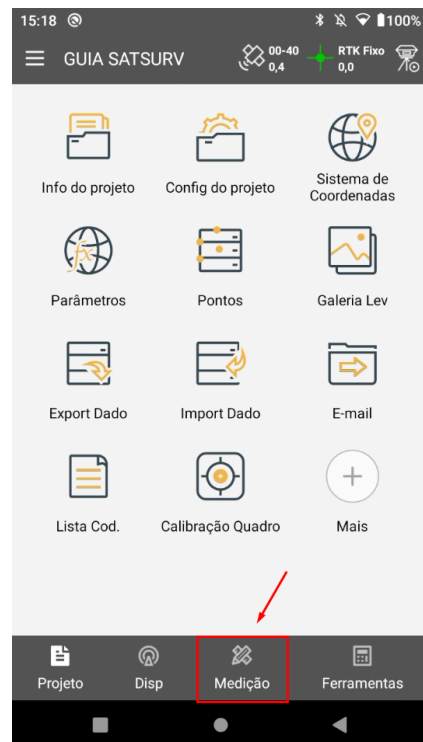 15:18
100%
GUIA SATSURV
00-40
0,4
RTK Fixo
0,0
Info do projeto
Config do projeto
Sistema de
Coordenadas
fx
Parâmetros
Pontos
Galeria Lev
Export Dado
Import Dado
E-mail
Lista Cod.
Calibração Quadro
Mais
Projeto
Disp
Medição
Ferramentas